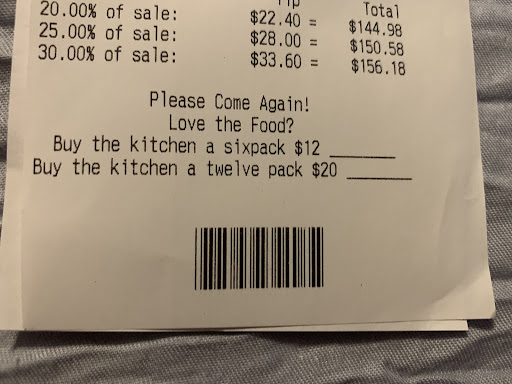 Tip Total
20.00% of sale: $22.40 = $144.98
25.00% of sale: $28.00 = $150.58
30.00% of sale: $33.60 = $156.18
Please Come Again!
Love the Food?
Buy the kitchen a sixpack $12 _______
Buy the kitchen a twelve pack $20 _______